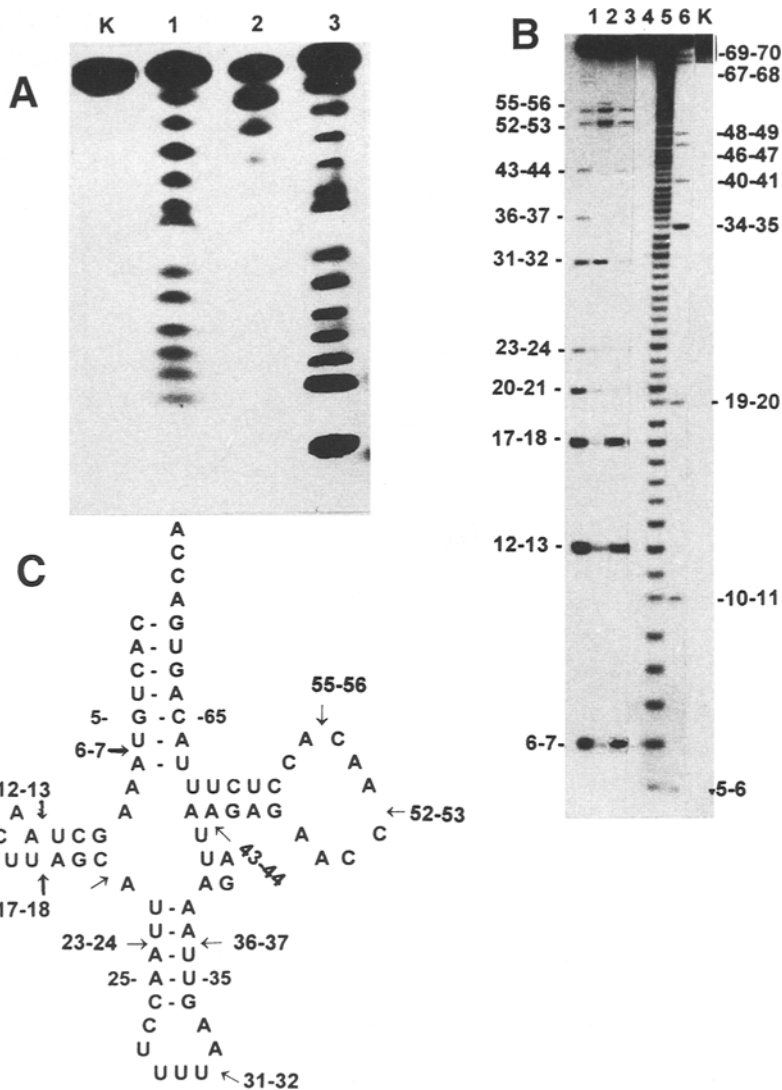 A
K 1 2 3
B
1 2 3 4 5 6 K
55-56 -
52-53 -
43-44 -
36-37 -
31-32 -
23-24 -
20-21 -
17-18 -
12-13 -
6-7-
-69-70
-67-68
-48-49
-46-47
-40-41
-34-35
- 19-20
-10-11
5-6
C
A
C
C
A
C - G
A - U
C - G
U - A
5- G - C -65
6-7 U - A
A - U
A
A
12-13
A
C A U C G
U U A G C
17-18
A
U U C U C
A A G A G
C
A C A A C C A A
55-56
52-53
U
U A
A G
43-44
U - A
23-24 U - A 36-37
A - U
25- A - U -35
C - G
C A
U A
U U U 31-32